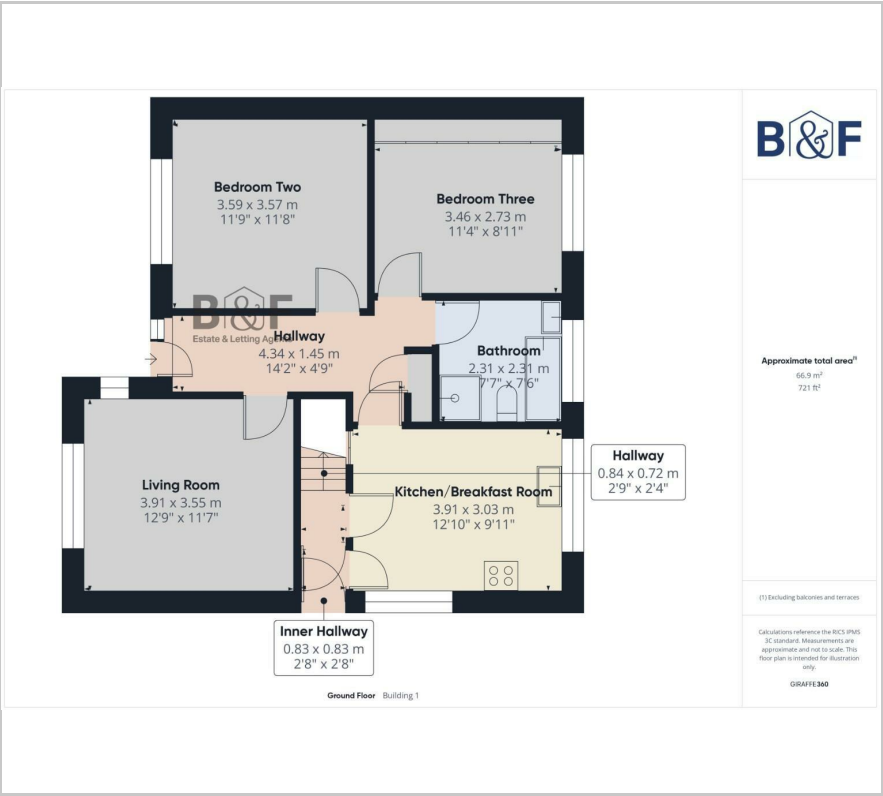 B&F
Bedroom Two
3.59 x 3.57 m
11'9" x 11'8"
Bedroom Three
3.46 x 2.73 m
11'4" x 8'11"
B&F
Estate & Letting Agents
Hallway
4.34 x 1.45 m
14'2" x 4'9"
Bathroom
2.31 x 2.31 m
7'7" x 7'6"
Approximate total area⁽¹⁾
66.9 m²
721 ft²
Living Room
3.91 x 3.55 m
12'9" x 11'7"
Kitchen/Breakfast Room
3.91 x 3.03 m
12'10" x 9'11"
Hallway
0.84 x 0.72 m
2'9" x 2'4"
Inner Hallway
0.83 x 0.83 m
2'8" x 2'8"
(1) Excluding balconies and terraces
Calculations reference the RICS IPMS
3C standard. Measurements are
approximate and not to scale. This
floor plan is intended for illustration
only.
GIRAFFE360
Ground Floor Building 1